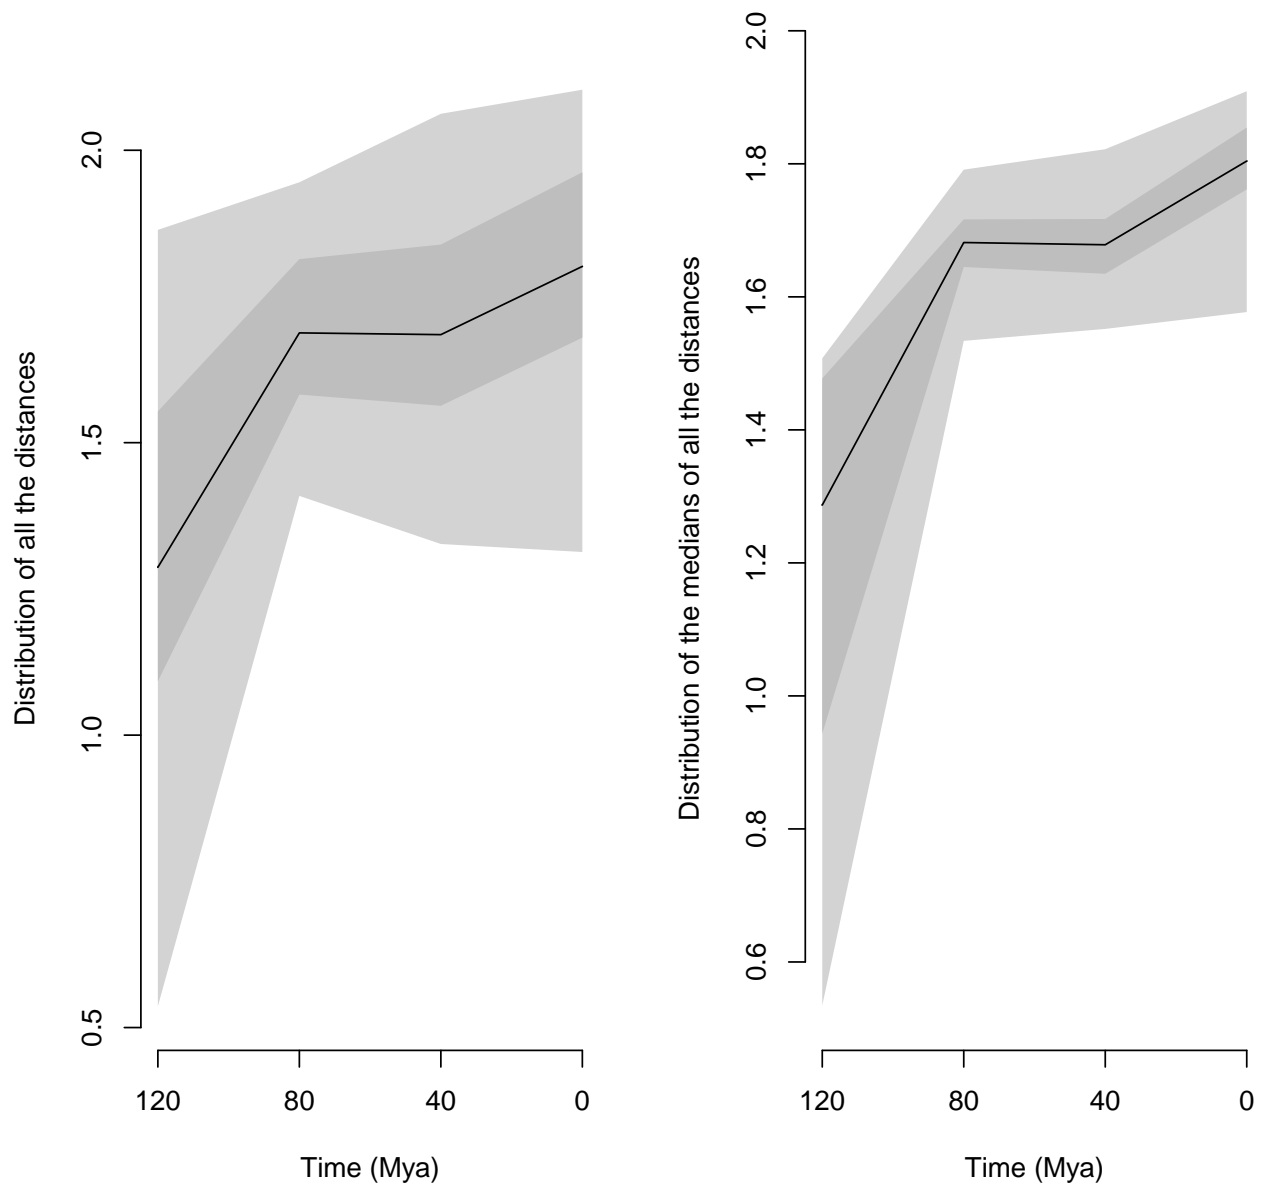 Distribution of all the distances
2.0
1.5
1.0
0.5
120 80 40 0
Time (Mya)
Distribution of the medians of all the distances
2.0
1.8
1.6
1.4
1.2
1.0
0.8
0.6
120 80 40 0
Time (Mya)